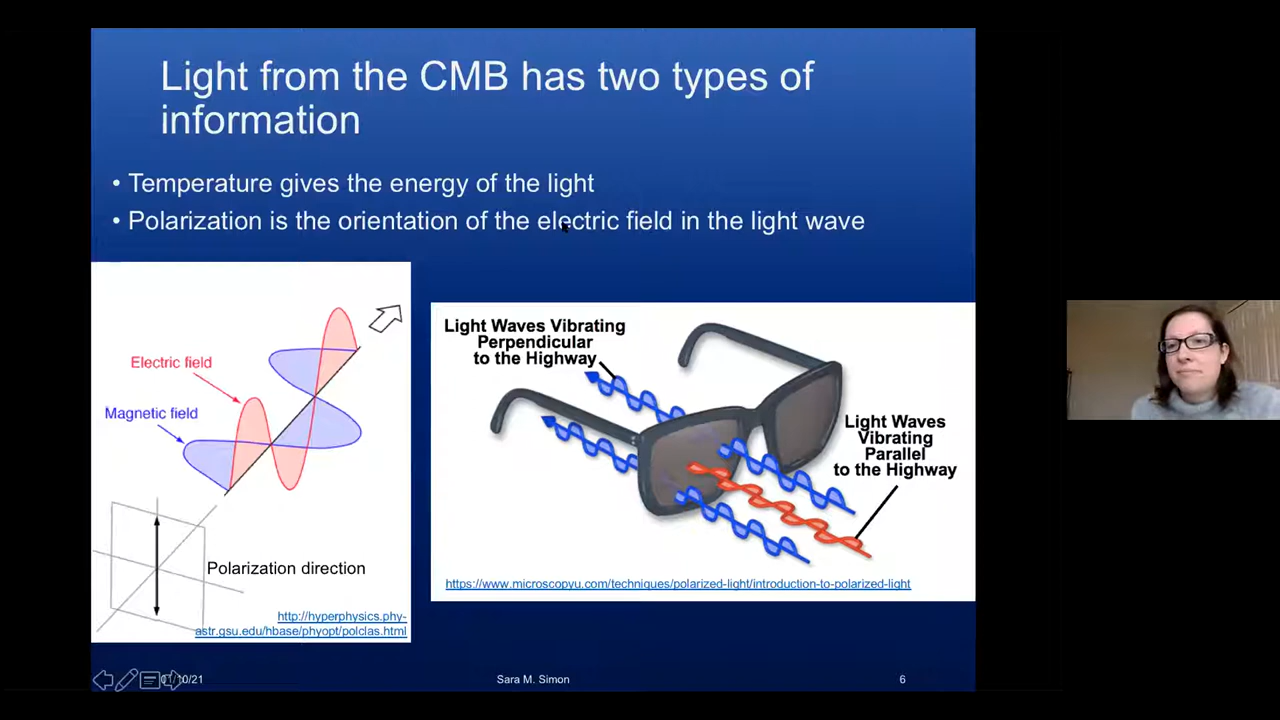 Light from the CMB has two types of
information
• Temperature gives the energy of the light
• Polarization is the orientation of the electric field in the light wave
Electric field
Magnetic field
Polarization direction
http://hyperphysics.phy-
astr.gsu.edu/hbase/phyopt/polclas.html
Light Waves Vibrating
Perpendicular
to the Highway
Light Waves
Vibrating
Parallel
to the Highway
https://www.microscopyu.com/techniques/polarized-light/introduction-to-polarized-light
01/10/21
Sara M. Simon
6